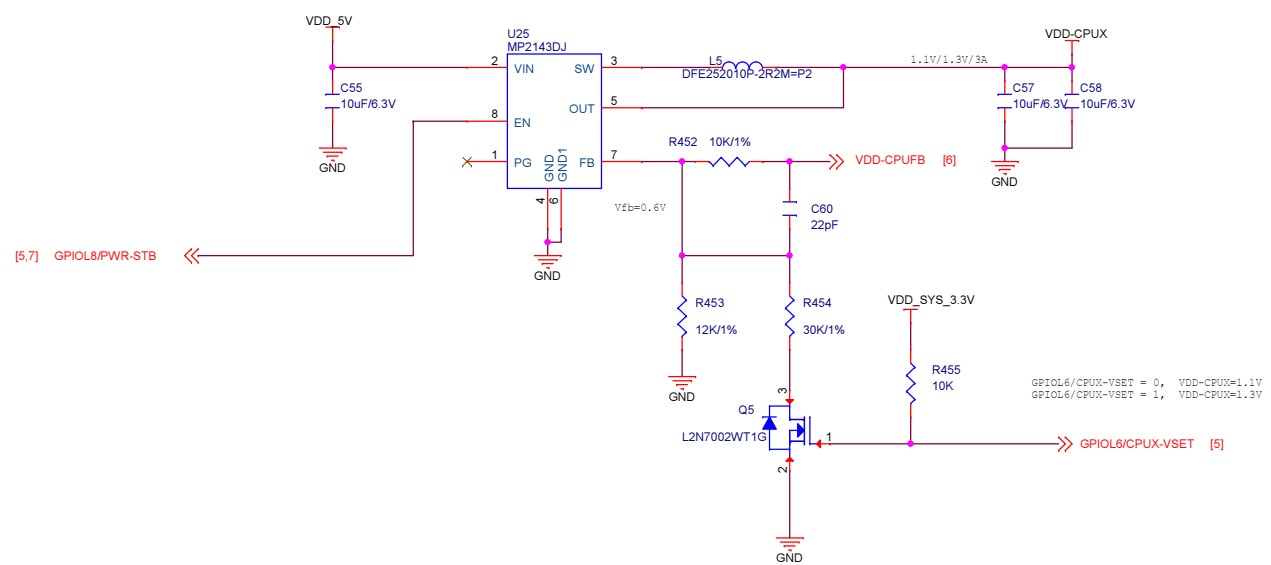 VDD_5V
U25
MP2143DJ
VDD-CPUX
2
VIN
SW
3
L5
DFE252010P-2R2M=P2
1.1V/1.3V/3A
C55
10uF/6.3V
OUT
5
C57
10uF/6.3V
C58
10uF/6.3V
8
EN
GND
1
PG
GND
GND1
FB
7
R452
10K/1%
VDD-CPUFB
[6]
GND
4
6
Vfb=0.6V
C60
22pF
[5,7]
GPIOL8/PWR-STB
GND
R453
12K/1%
R454
30K/1%
VDD_SYS_3.3V
R455
10K
GPIOL6/CPUX-VSET = 0, VDD-CPUX=1.1V
GPIOL6/CPUX-VSET = 1, VDD-CPUX=1.3V
GND
3
Q5
L2N7002WT1G
1
GPIOL6/CPUX-VSET
[5]
2
GND